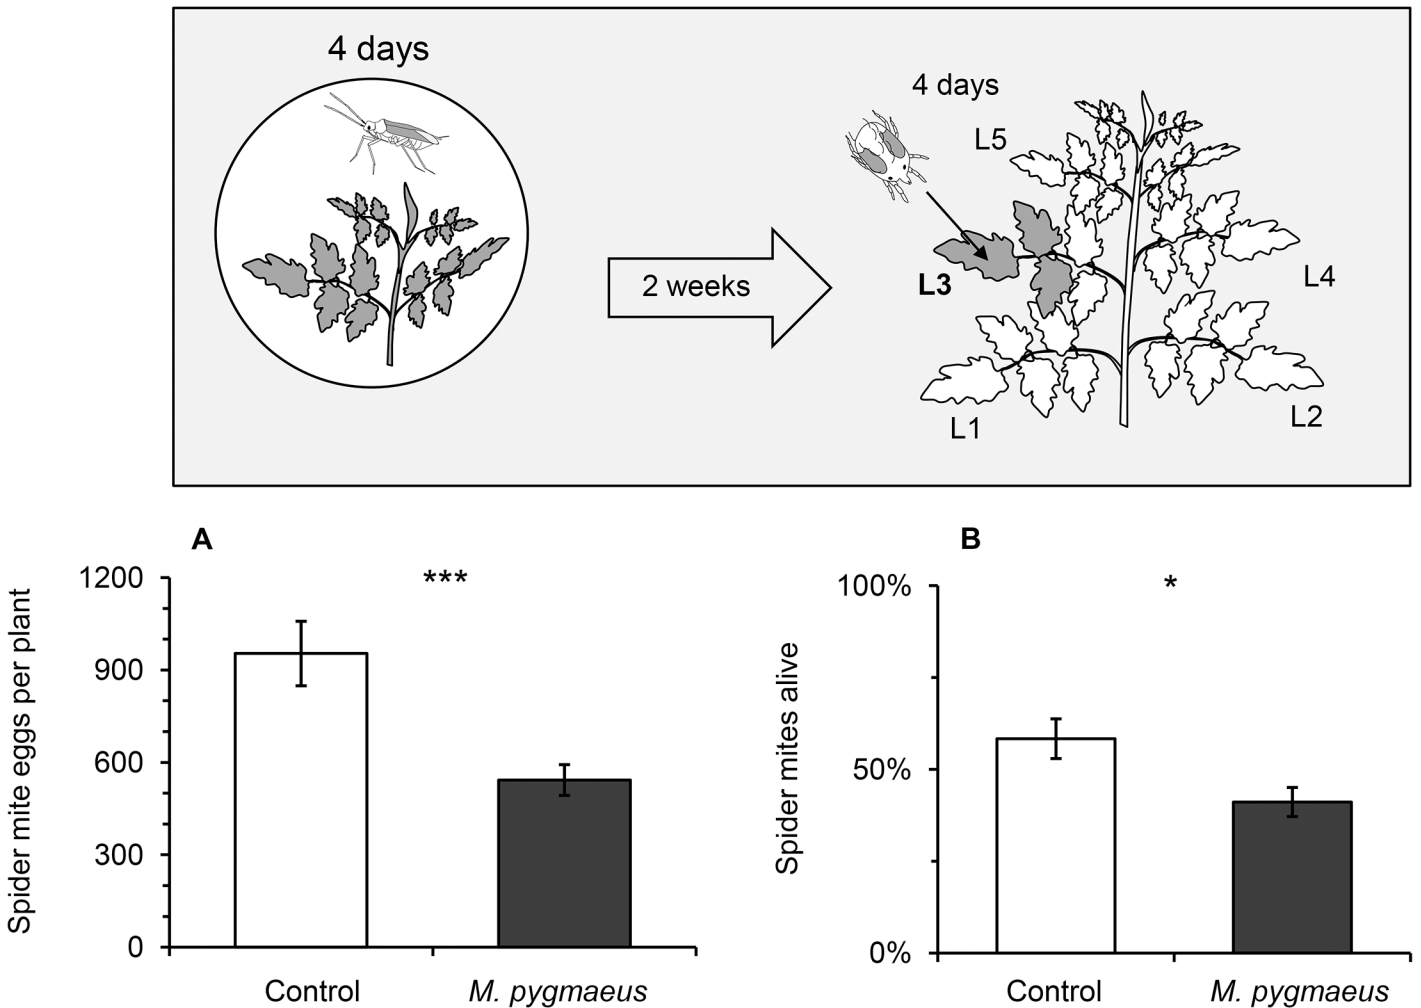 4 days
2 weeks
4 days
L5
L3
L4
L1
L2
A
***
1200
900
600
300
0
Spider mite eggs per plant
Control
M. pygmaeus
B
*
100%
50%
0%
Spider mites alive
Control
M. pygmaeus